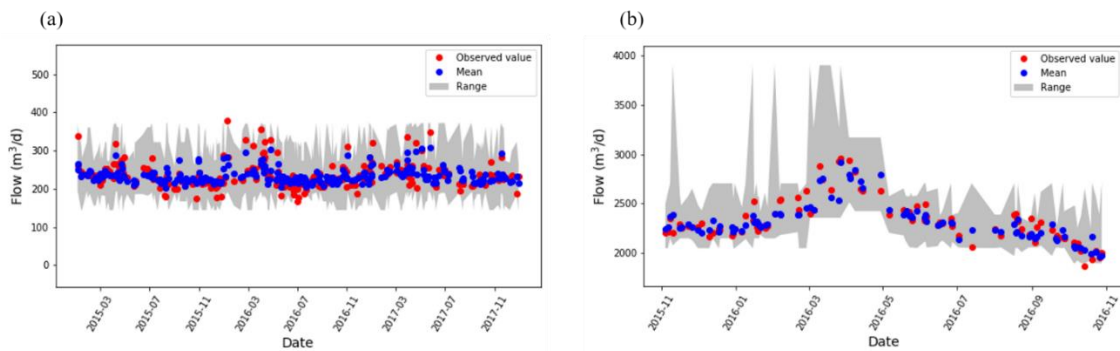 (a)
(b)
Flow (m³/d)
500
400
300
200
100
0
Observed value
Mean
Range
2015-03
2015-07
2015-11
2016-03
2016-07
2016-11
2017-03
2017-07
2017-11
Date
Flow (m³/d)
4000
3500
3000
2500
2000
Observed value
Mean
Range
2015-11
2016-01
2016-03
2016-05
2016-07
2016-09
2016-11
Date